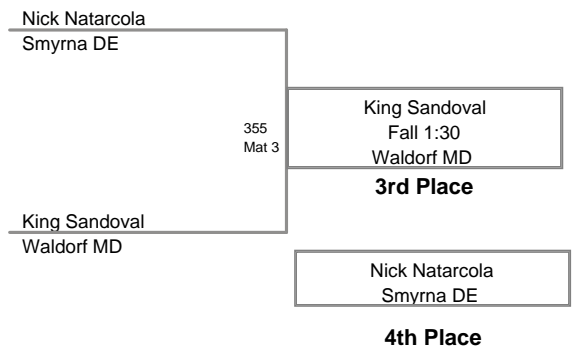 Nick Natarcola
Smyrna DE
355
Mat 3
King Sandoval
Fall 1:30
Waldorf MD
3rd Place
King Sandoval
Waldorf MD
Nick Natarcola
Smyrna DE
4th Place